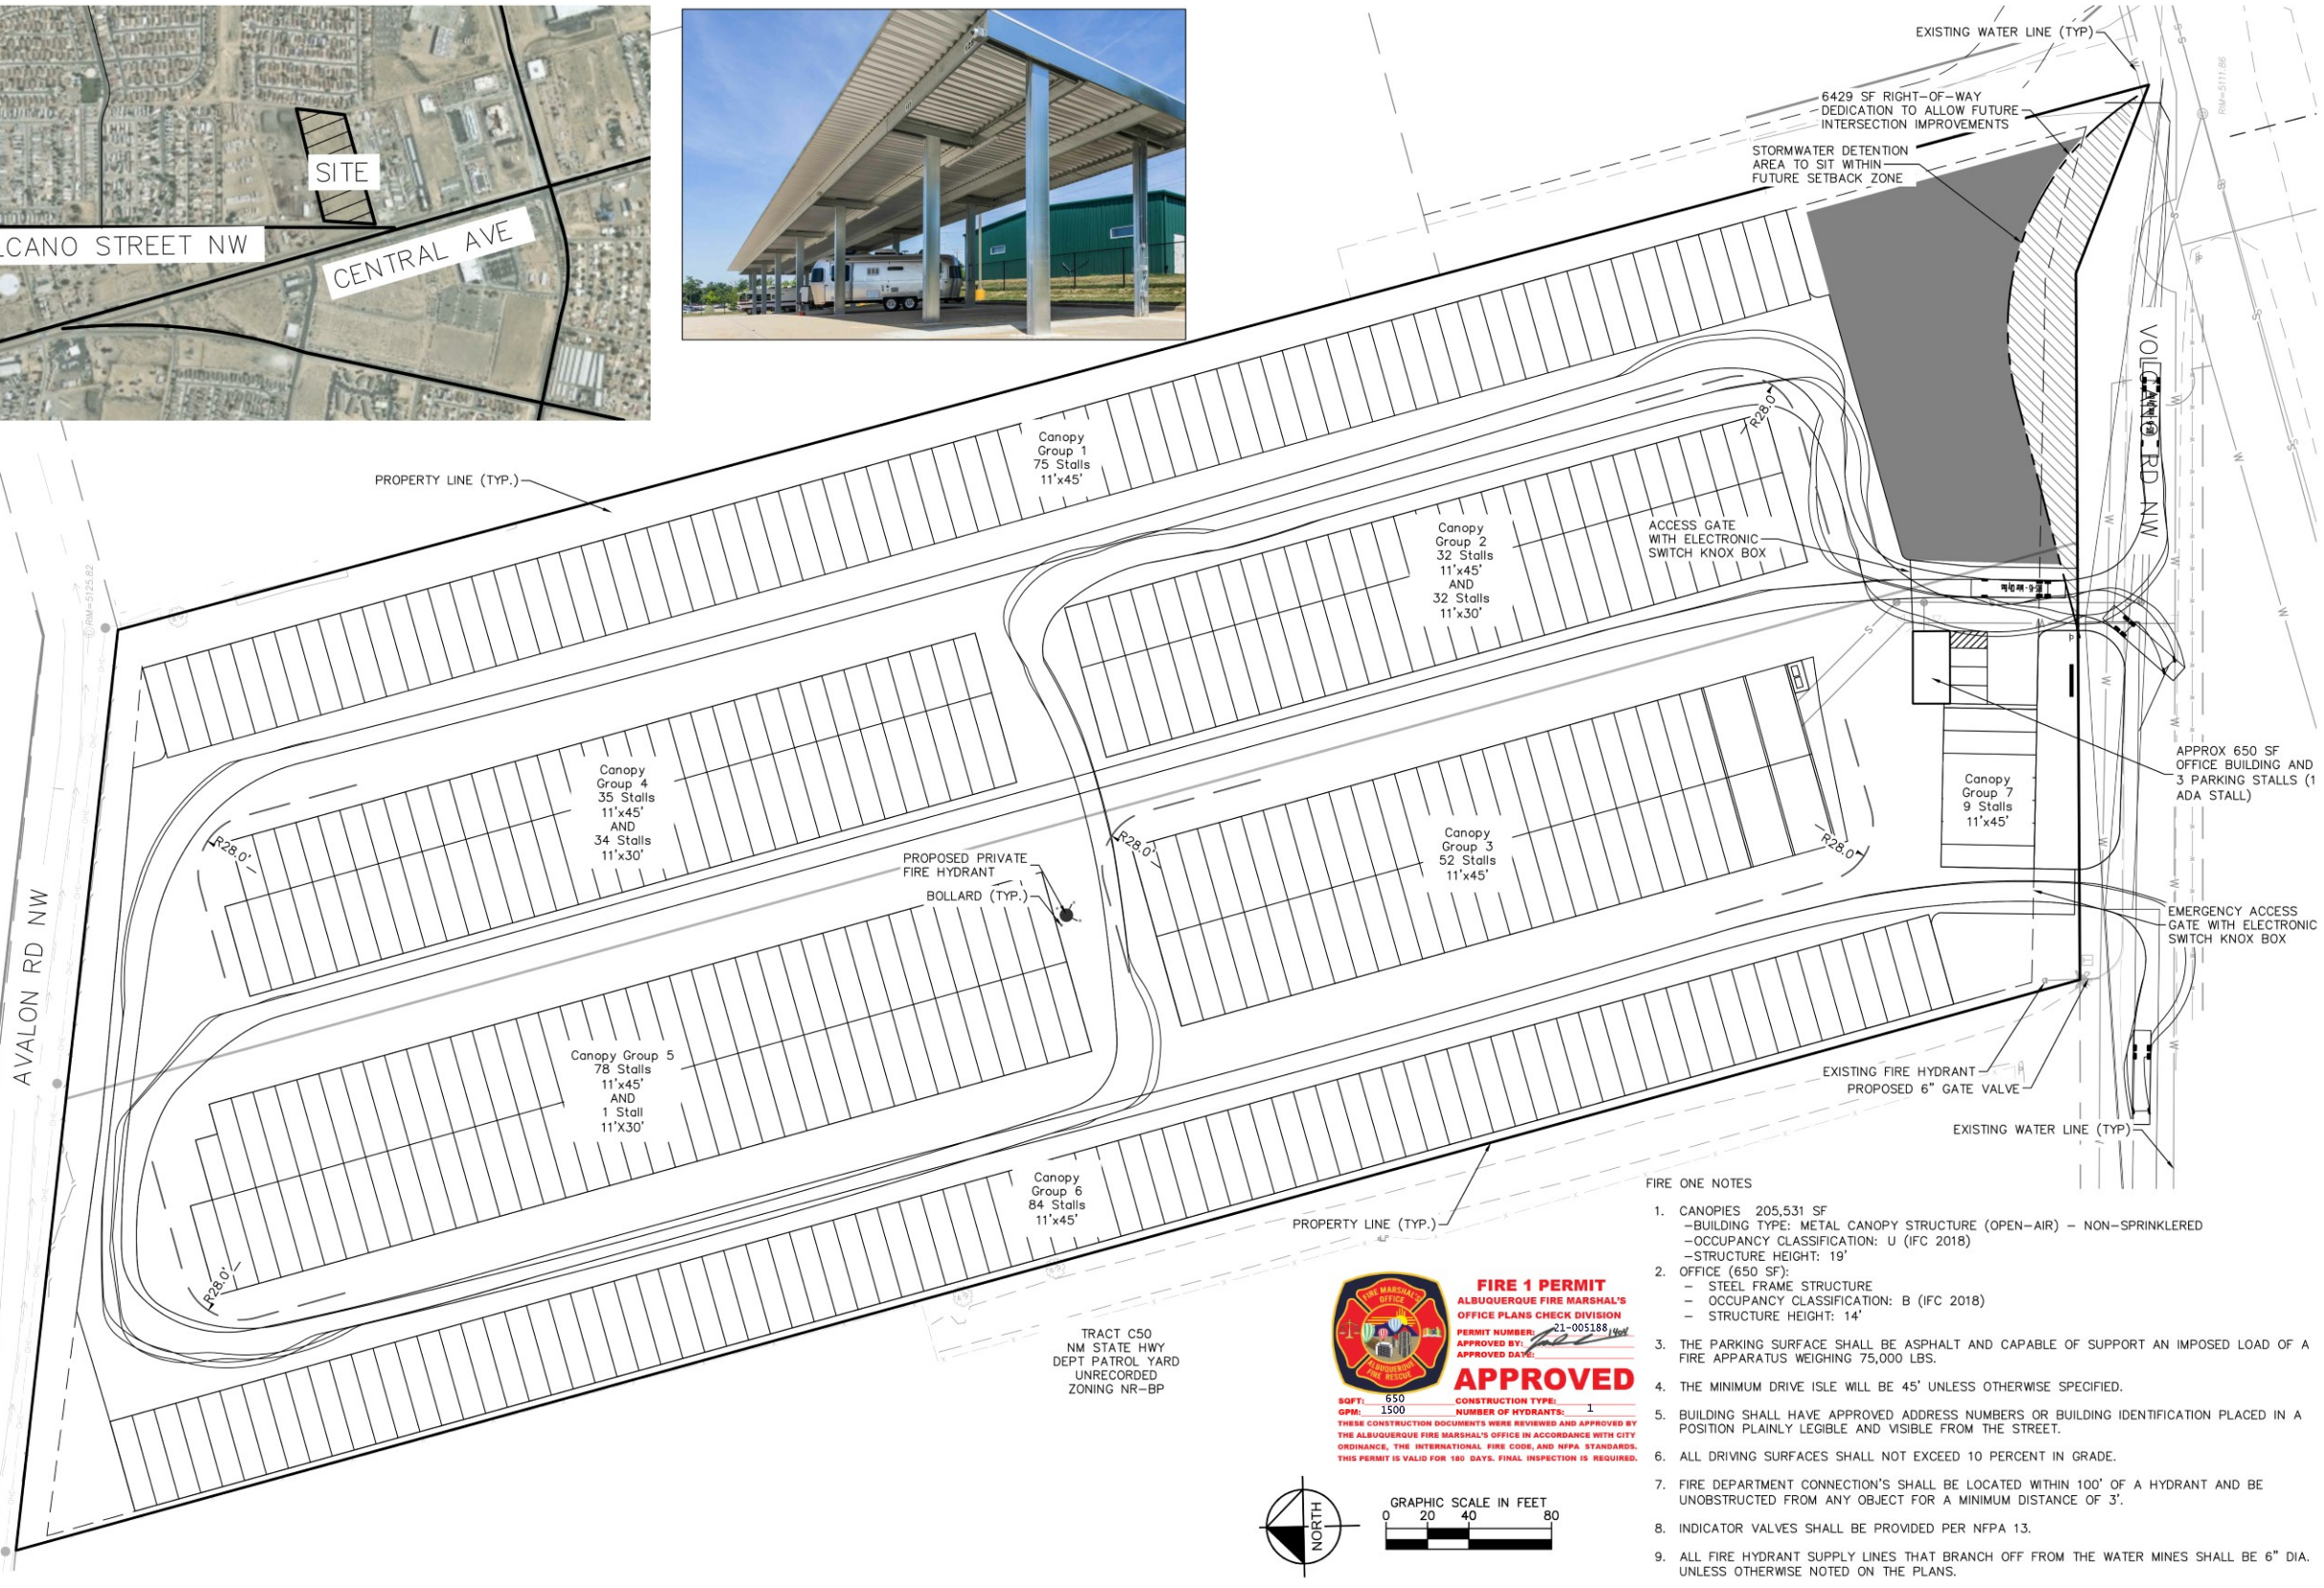 SITE
LCANO STREET NW
CENTRAL AVE
EXISTING WATER LINE (TYP)
RIM=5111.86
6429 SF RIGHT-OF-WAY
DEDICATION TO ALLOW FUTURE
INTERSECTION IMPROVEMENTS
STORMWATER DETENTION
AREA TO SIT WITHIN
FUTURE SETBACK ZONE
VOLCANO RD NW
PROPERTY LINE (TYP.)
Canopy
Group 1
75 Stalls
11'x45'
R28.0'
Canopy
Group 2
32 Stalls
11'x45'
AND
32 Stalls
11'x30'
ACCESS GATE
WITH ELECTRONIC
SWITCH KNOX BOX
RIM=5125.82
APPROX 650 SF
OFFICE BUILDING AND
3 PARKING STALLS (1
ADA STALL)
Canopy
Group 7
9 Stalls
11'x45'
Canopy
Group 4
35 Stalls
11'x45'
AND
34 Stalls
11'x30'
R28.0'
R28.0'
Canopy
Group 3
52 Stalls
11'x45'
R28.0'
PROPOSED PRIVATE
FIRE HYDRANT
BOLLARD (TYP.)
AVALON RD NW
EMERGENCY ACCESS
GATE WITH ELECTRONIC
SWITCH KNOX BOX
Canopy Group 5
78 Stalls
11'x45'
AND
1 Stall
11'X30'
R28.0'
EXISTING FIRE HYDRANT
PROPOSED 6" GATE VALVE
EXISTING WATER LINE (TYP)
Canopy
Group 6
84 Stalls
11'x45'
PROPERTY LINE (TYP.)
TRACT C50
NM STATE HWY
DEPT PATROL YARD
UNRECORDED
ZONING NR-BP
FIRE MARSHAL'S
OFFICE
ALBUQUERQUE
FIRE RESCUE
FIRE 1 PERMIT
ALBUQUERQUE FIRE MARSHAL'S
OFFICE PLANS CHECK DIVISION
PERMIT NUMBER: 21-005188
APPROVED BY:
APPROVED DATE:
APPROVED
SQFT: 650 CONSTRUCTION TYPE:
GPM: 1500 NUMBER OF HYDRANTS: 1
THESE CONSTRUCTION DOCUMENTS WERE REVIEWED AND APPROVED BY
THE ALBUQUERQUE FIRE MARSHAL'S OFFICE IN ACCORDANCE WITH CITY
ORDINANCE, THE INTERNATIONAL FIRE CODE, AND NFPA STANDARDS.
THIS PERMIT IS VALID FOR 180 DAYS. FINAL INSPECTION IS REQUIRED.
NORTH
GRAPHIC SCALE IN FEET
0 20 40 80
FIRE ONE NOTES
1. CANOPIES 205,531 SF
-BUILDING TYPE: METAL CANOPY STRUCTURE (OPEN-AIR) - NON-SPRINKLERED
-OCCUPANCY CLASSIFICATION: U (IFC 2018)
-STRUCTURE HEIGHT: 19'
2. OFFICE (650 SF):
- STEEL FRAME STRUCTURE
- OCCUPANCY CLASSIFICATION: B (IFC 2018)
- STRUCTURE HEIGHT: 14'
3. THE PARKING SURFACE SHALL BE ASPHALT AND CAPABLE OF SUPPORT AN IMPOSED LOAD OF A
FIRE APPARATUS WEIGHING 75,000 LBS.
4. THE MINIMUM DRIVE ISLE WILL BE 45' UNLESS OTHERWISE SPECIFIED.
5. BUILDING SHALL HAVE APPROVED ADDRESS NUMBERS OR BUILDING IDENTIFICATION PLACED IN A
POSITION PLAINLY LEGIBLE AND VISIBLE FROM THE STREET.
6. ALL DRIVING SURFACES SHALL NOT EXCEED 10 PERCENT IN GRADE.
7. FIRE DEPARTMENT CONNECTION'S SHALL BE LOCATED WITHIN 100' OF A HYDRANT AND BE
UNOBSTRUCTED FROM ANY OBJECT FOR A MINIMUM DISTANCE OF 3'.
8. INDICATOR VALVES SHALL BE PROVIDED PER NFPA 13.
9. ALL FIRE HYDRANT SUPPLY LINES THAT BRANCH OFF FROM THE WATER MINES SHALL BE 6" DIA.
UNLESS OTHERWISE NOTED ON THE PLANS.